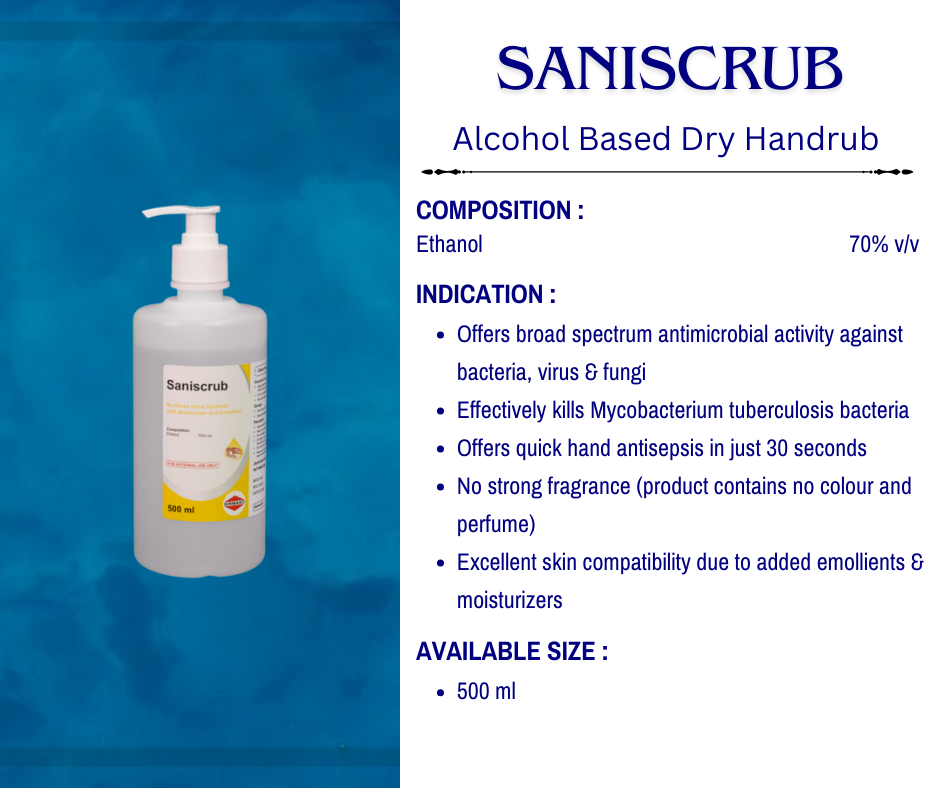 SANISCRUB
Alcohol Based Dry Handrub
COMPOSITION :
Ethanol 70% v/v
INDICATION :
• Offers broad spectrum antimicrobial activity against
bacteria, virus & fungi
• Effectively kills Mycobacterium tuberculosis bacteria
• Offers quick hand antisepsis in just 30 seconds
• No strong fragrance (product contains no colour and
perfume)
• Excellent skin compatibility due to added emollients &
moisturizers
AVAILABLE SIZE :
• 500 ml
Saniscrub
Composition:
Ethanol
FOR EXTERNAL USE ONLY
500 ml